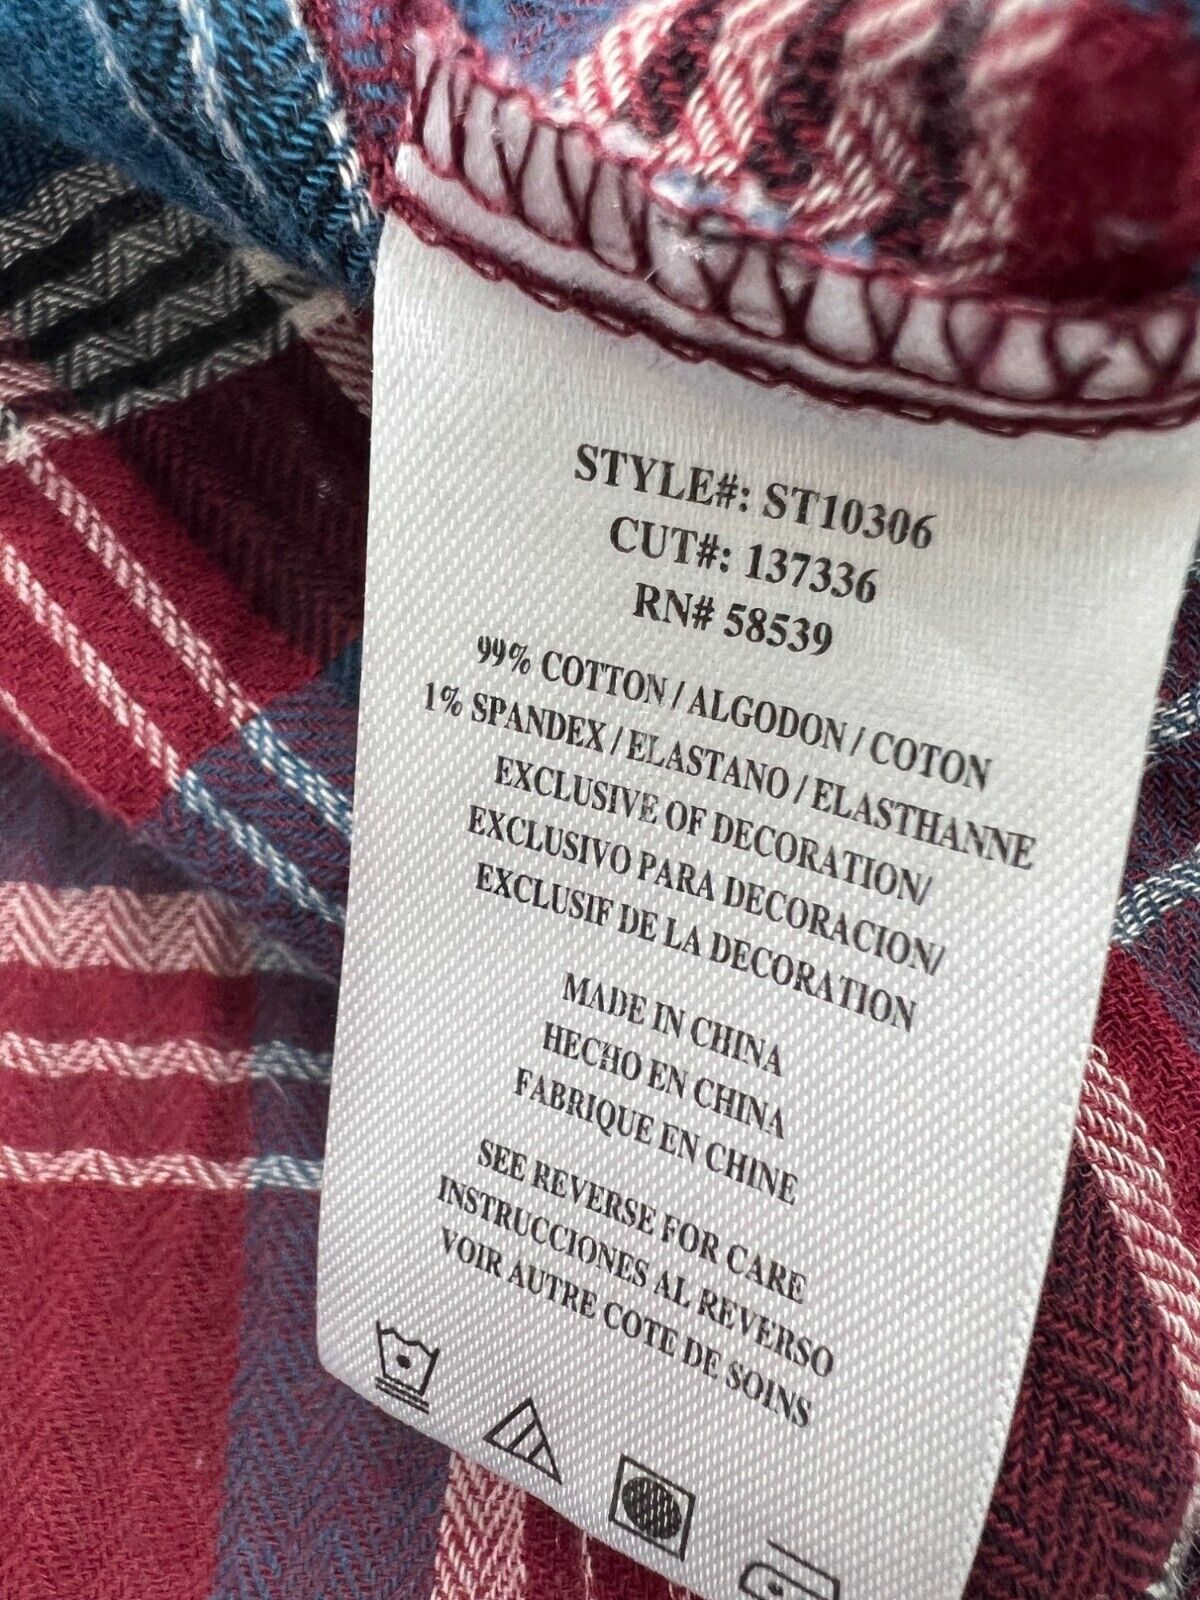 STYLE#: ST10306
CUT#: 137336
RN# 58539
99% COTTON / ALGODON / COTON
1% SPANDEX / ELASTANO / ELASTHANNE
EXCLUSIVE OF DECORATION/
EXCLUSIVO PARA DECORACION/
EXCLUSIF DE LA DECORATION
MADE IN CHINA
HECHO EN CHINA
FABRIQUE EN CHINE
SEE REVERSE FOR CARE
INSTRUCCIONES AL REVERSO
VOIR AUTRE COTE DE SOINS